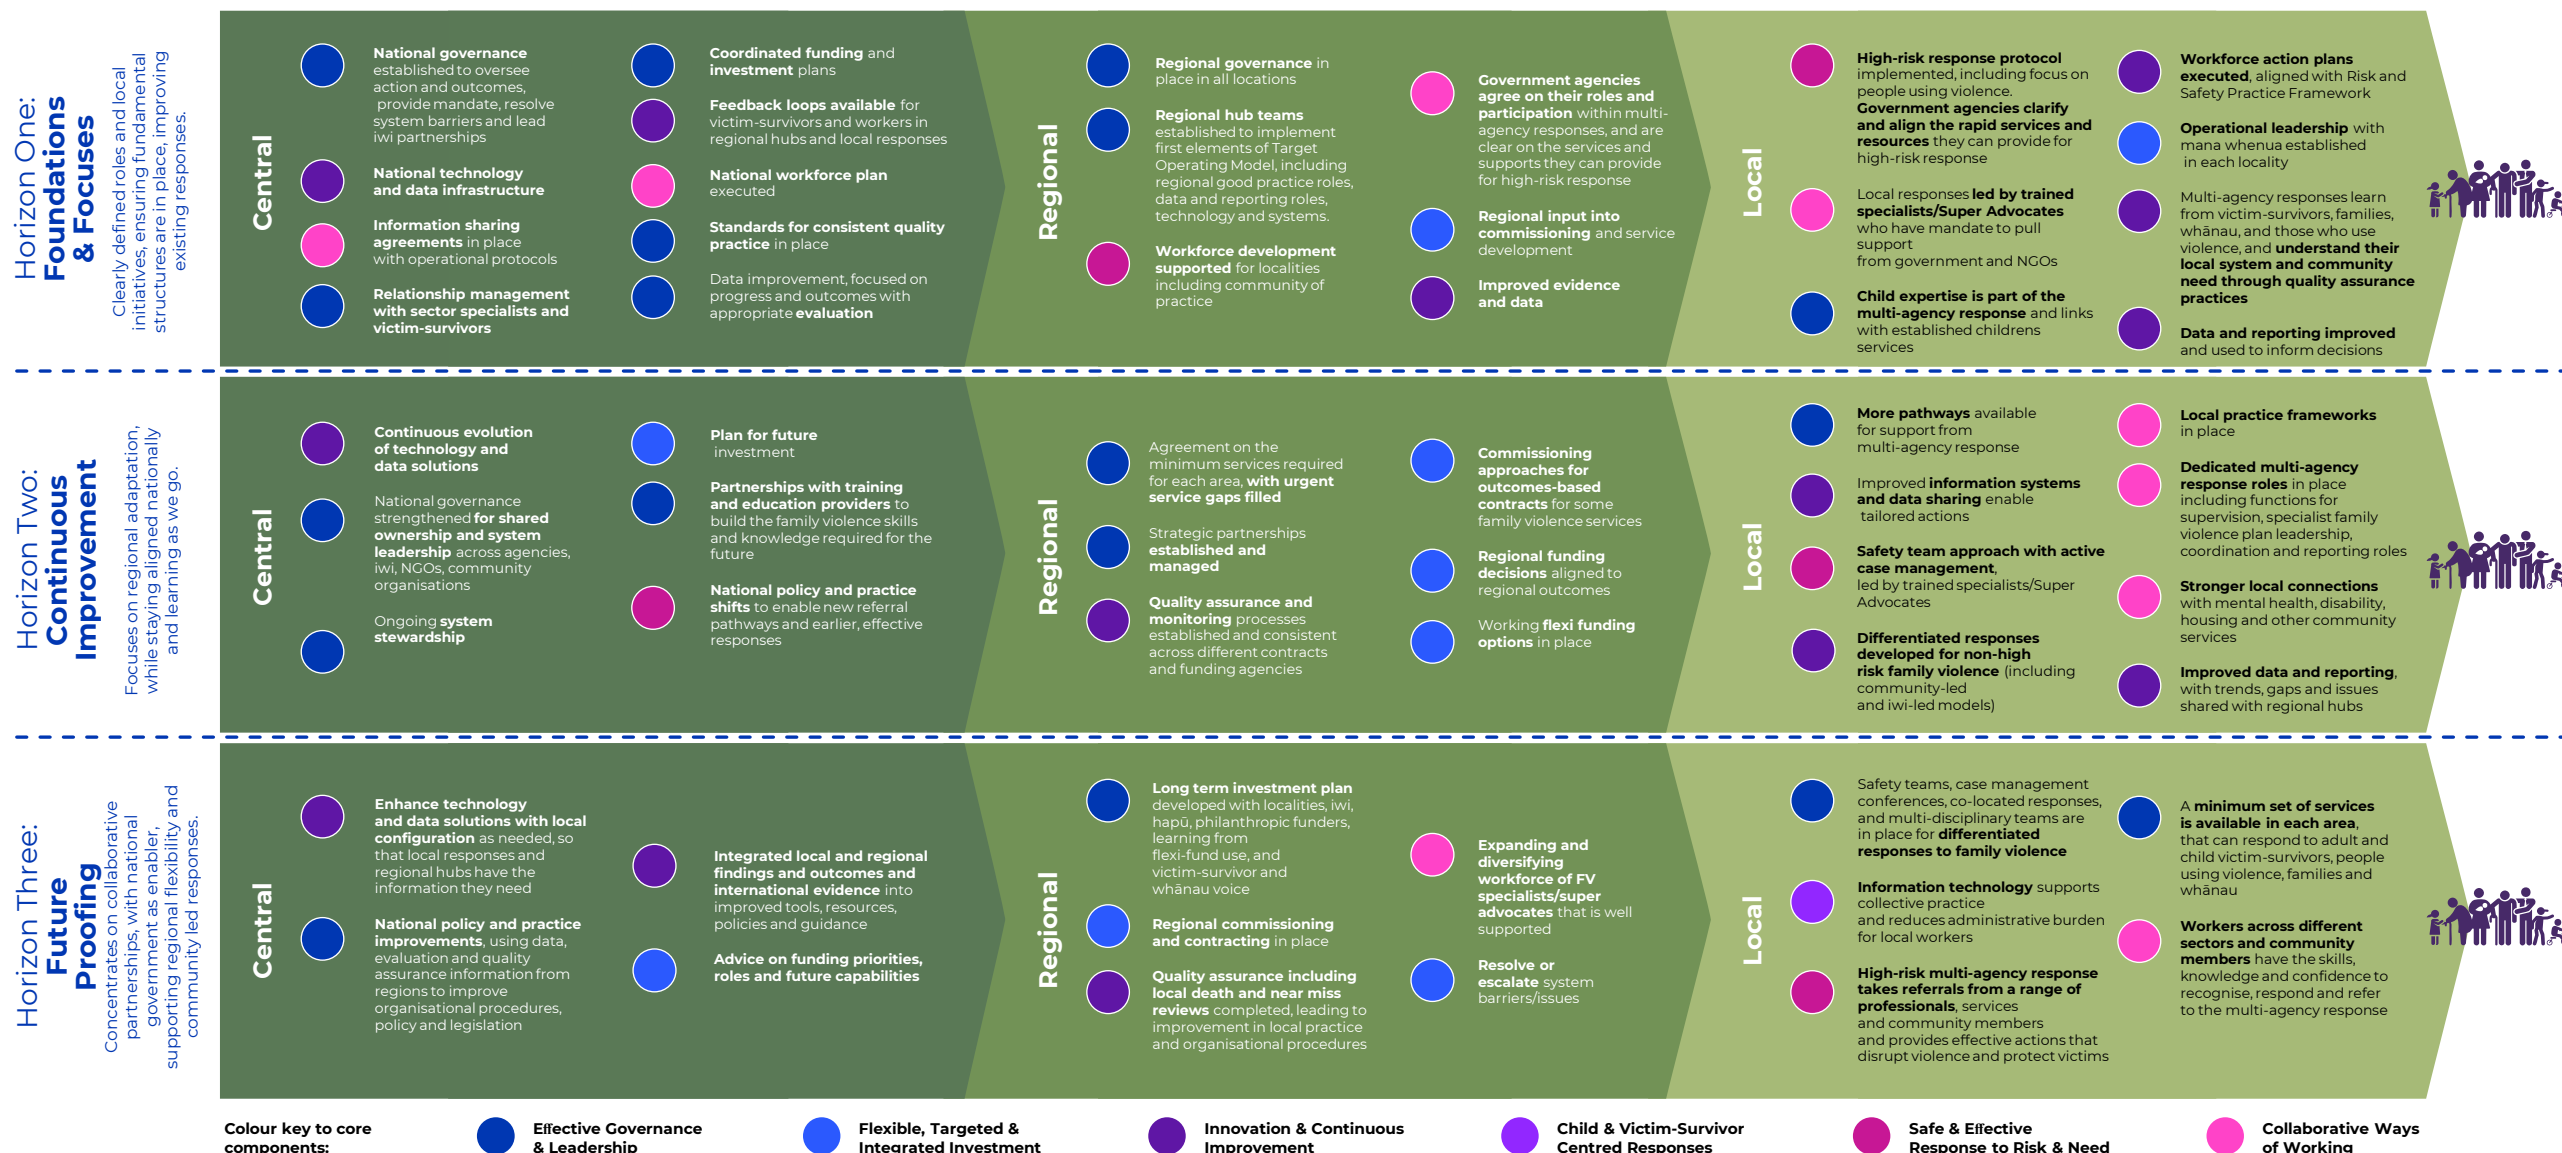 Horizon One:
Foundations
& Focuses
Clearly defined roles and local
initiatives, ensuring fundamental
structures are in place, improving
existing responses.
Central
National governance
established to oversee
action and outcomes,
provide mandate, resolve
system barriers and lead
iwi partnerships
National technology
and data infrastructure
Information sharing
agreements in place
with operational protocols
Relationship management
with sector specialists and
victim-survivors
Coordinated funding and
investment plans
Feedback loops available for
victim-survivors and workers in
regional hubs and local responses
National workforce plan
executed
Standards for consistent quality
practice in place
Data improvement, focused on
progress and outcomes with
appropriate evaluation
Regional
Regional governance in
place in all locations
Regional hub teams
established to implement
first elements of Target
Operating Model, including
regional good practice roles,
data and reporting roles,
technology and systems.
Workforce development
supported for localities
including community of
practice
Government agencies
agree on their roles and
participation within multi-
agency responses, and are
clear on the services and
supports they can provide
for high-risk response
Regional input into
commissioning and service
development
Improved evidence
and data
Local
High-risk response protocol
implemented, including focus on
people using violence.
Government agencies clarify
and align the rapid services and
resources they can provide for
high-risk response
Local responses led by trained
specialists/Super Advocates
who have mandate to pull
support
from government and NGOs
Child expertise is part of the
multi-agency response and links
with established childrens
services
Workforce action plans
executed, aligned with Risk and
Safety Practice Framework
Operational leadership with
mana whenua established
in each locality
Multi-agency responses learn
from victim-survivors, families,
whānau, and those who use
violence, and understand their
local system and community
need through quality assurance
practices
Data and reporting improved
and used to inform decisions
Horizon Two:
Continuous
Improvement
Focuses on regional adaptation,
while staying aligned nationally
and learning as we go.
Central
Continuous evolution
of technology and
data solutions
National governance
strengthened for shared
ownership and system
leadership across agencies,
iwi, NGOs, community
organisations
Ongoing system
stewardship
Plan for future
investment
Partnerships with training
and education providers to
build the family violence skills
and knowledge required for the
future
National policy and practice
shifts to enable new referral
pathways and earlier, effective
responses
Regional
Agreement on the
minimum services required
for each area, with urgent
service gaps filled
Strategic partnerships
established and
managed
Quality assurance and
monitoring processes
established and consistent
across different contracts
and funding agencies
Commissioning
approaches for
outcomes-based
contracts for some
family violence services
Regional funding
decisions aligned to
regional outcomes
Working flexi funding
options in place
Local
More pathways available
for support from
multi-agency response
Improved information systems
and data sharing enable
tailored actions
Safety team approach with active
case management,
led by trained specialists/Super
Advocates
Differentiated responses
developed for non-high
risk family violence (including
community-led
and iwi-led models)
Local practice frameworks
in place
Dedicated multi-agency
response roles in place
including functions for
supervision, specialist family
violence plan leadership,
coordination and reporting roles
Stronger local connections
with mental health, disability,
housing and other community
services
Improved data and reporting,
with trends, gaps and issues
shared with regional hubs
Horizon Three:
Future
Proofing
Concentrates on collaborative
partnerships, with national
government as enabler,
supporting regional flexibility and
community led responses.
Central
Enhance technology
and data solutions with local
configuration as needed, so
that local responses and
regional hubs have the
information they need
National policy and practice
improvements, using data,
evaluation and quality
assurance information from
regions to improve
organisational procedures,
policy and legislation
Integrated local and regional
findings and outcomes and
international evidence into
improved tools, resources,
policies and guidance
Advice on funding priorities,
roles and future capabilities
Regional
Long term investment plan
developed with localities, iwi,
hapū, philanthropic funders,
learning from
flexi-fund use, and
victim-survivor and
whānau voice
Regional commissioning
and contracting in place
Quality assurance including
local death and near miss
reviews completed, leading to
improvement in local practice
and organisational procedures
Expanding and
diversifying
workforce of FV
specialists/super
advocates that is well
supported
Resolve or
escalate system
barriers/issues
Local
Safety teams, case management
conferences, co-located responses,
and multi-disciplinary teams are
in place for differentiated
responses to family violence
Information technology supports
collective practice
and reduces administrative burden
for local workers
High-risk multi-agency response
takes referrals from a range of
professionals, services
and community members
and provides effective actions that
disrupt violence and protect victims
A minimum set of services
is available in each area,
that can respond to adult and
child victim-survivors, people
using violence, families and
whānau
Workers across different
sectors and community
members have the skills,
knowledge and confidence to
recognise, respond and refer
to the multi-agency response
Colour key to core
components:
Effective Governance
& Leadership
Flexible, Targeted &
Integrated Investment
Innovation & Continuous
Improvement
Child & Victim-Survivor
Centred Responses
Safe & Effective
Response to Risk & Need
Collaborative Ways
of Working